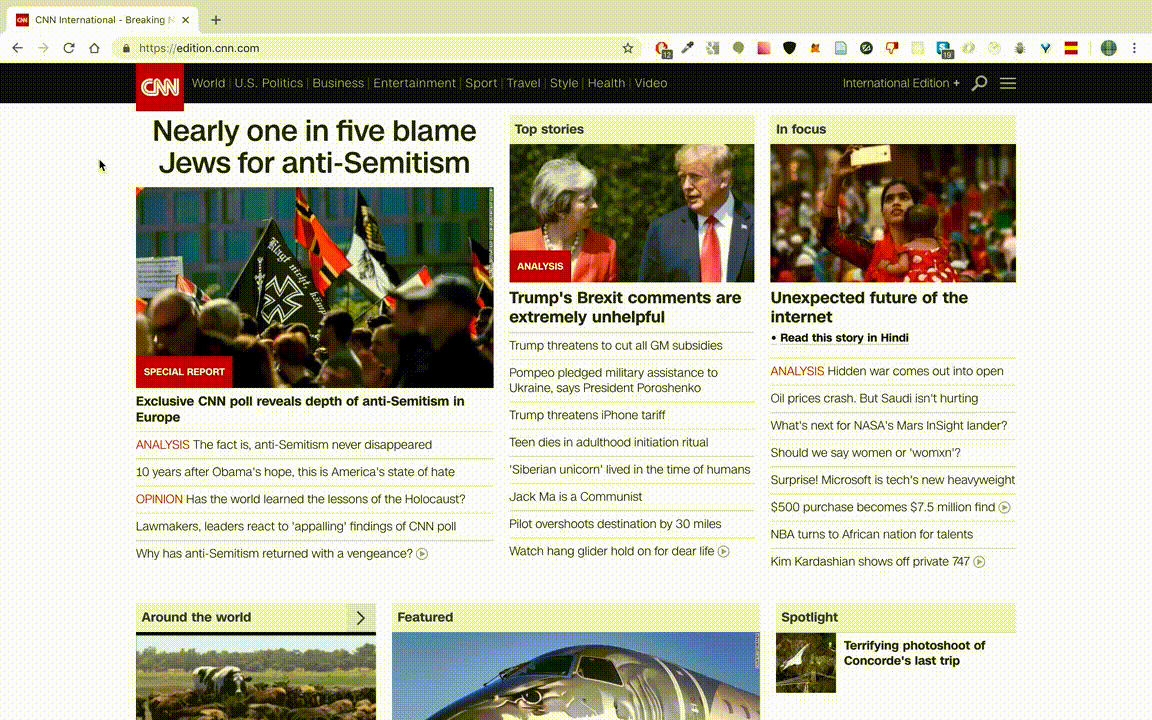 CNN International - Breaking N
https://edition.cnn.com
12
19
CNN
World U.S. Politics Business Entertainment Sport Travel Style Health Video
International Edition +
Nearly one in five blame
Jews for anti-Semitism
SPECIAL REPORT
Exclusive CNN poll reveals depth of anti-Semitism in
Europe
ANALYSIS The fact is, anti-Semitism never disappeared
10 years after Obama's hope, this is America's state of hate
OPINION Has the world learned the lessons of the Holocaust?
Lawmakers, leaders react to 'appalling' findings of CNN poll
Why has anti-Semitism returned with a vengeance?
Top stories
ANALYSIS
Trump's Brexit comments are
extremely unhelpful
Trump threatens to cut all GM subsidies
Pompeo pledged military assistance to
Ukraine, says President Poroshenko
Trump threatens iPhone tariff
Teen dies in adulthood initiation ritual
'Siberian unicorn' lived in the time of humans
Jack Ma is a Communist
Pilot overshoots destination by 30 miles
Watch hang glider hold on for dear life
In focus
Unexpected future of the
internet
• Read this story in Hindi
ANALYSIS Hidden war comes out into open
Oil prices crash. But Saudi isn't hurting
What's next for NASA's Mars InSight lander?
Should we say women or 'womxn'?
Surprise! Microsoft is tech's new heavyweight
$500 purchase becomes $7.5 million find
NBA turns to African nation for talents
Kim Kardashian shows off private 747
Around the world
Featured
Spotlight
Terrifying photoshoot of
Concorde's last trip